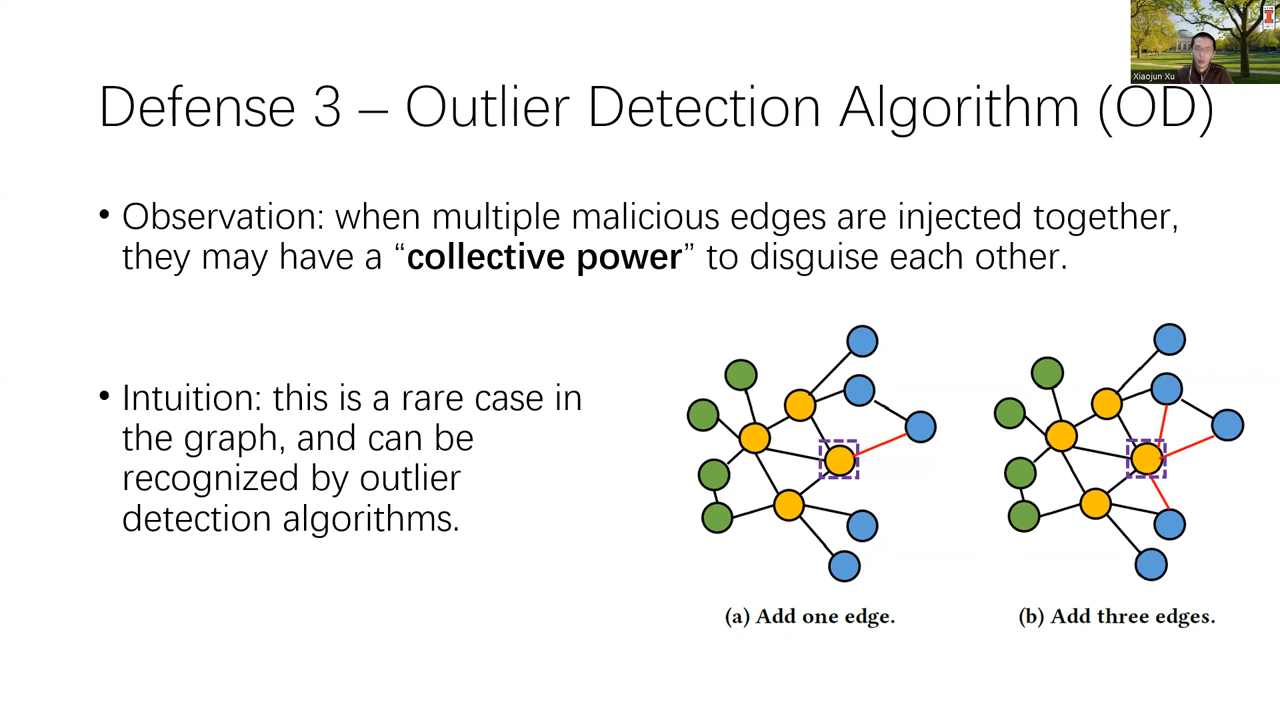 Xiaojun Xu
Defense 3 – Outlier Detection Algorithm (OD)
• Observation: when multiple malicious edges are injected together,
they may have a “collective power” to disguise each other.
• Intuition: this is a rare case in
the graph, and can be
recognized by outlier
detection algorithms.
(a) Add one edge.
(b) Add three edges.